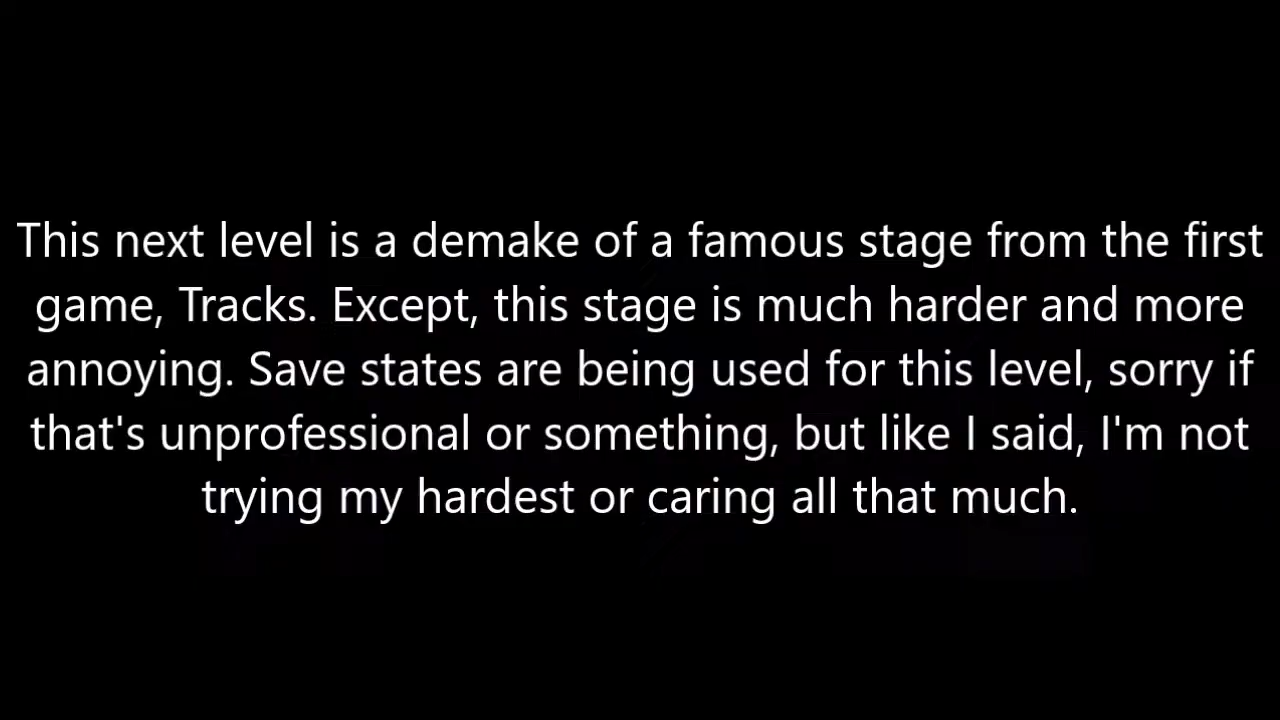 This next level is a demake of a famous stage from the first
game, Tracks. Except, this stage is much harder and more
annoying. Save states are being used for this level, sorry if
that's unprofessional or something, but like I said, I'm not
trying my hardest or caring all that much.